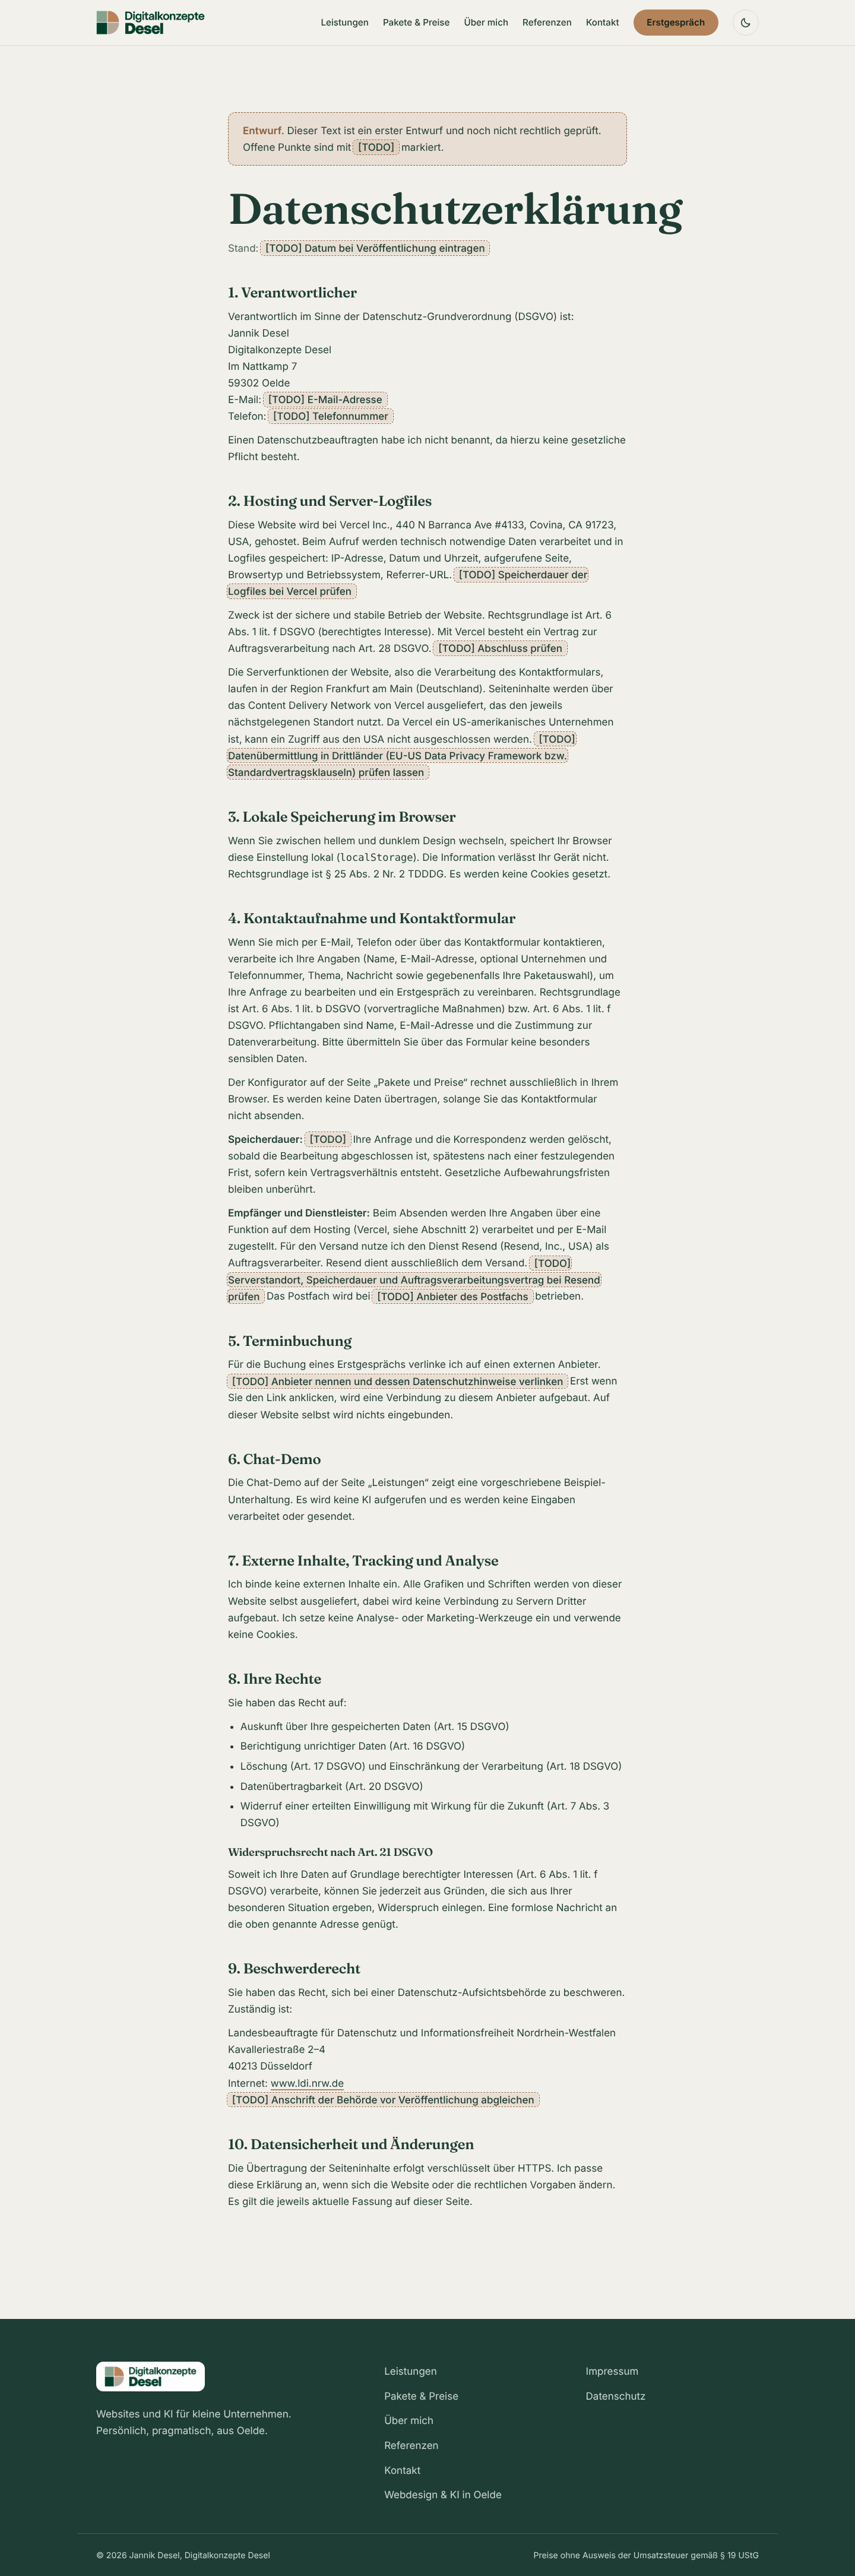 Digitalkonzepte
Desel
Leistungen
Pakete & Preise
Über mich
Referenzen
Kontakt
Erstgespräch
Entwurf. Dieser Text ist ein erster Entwurf und noch nicht rechtlich geprüft.
Offene Punkte sind mit [TODO] markiert.
Datenschutzerklärung
Stand: [TODO] Datum bei Veröffentlichung eintragen
1. Verantwortlicher
Verantwortlich im Sinne der Datenschutz-Grundverordnung (DSGVO) ist:
Jannik Desel
Digitalkonzepte Desel
Im Nattkamp 7
59302 Oelde
E-Mail: [TODO] E-Mail-Adresse
Telefon: [TODO] Telefonnummer
Einen Datenschutzbeauftragten habe ich nicht benannt, da hierzu keine gesetzliche
Pflicht besteht.
2. Hosting und Server-Logfiles
Diese Website wird bei Vercel Inc., 440 N Barranca Ave #4133, Covina, CA 91723,
USA, gehostet. Beim Aufruf werden technisch notwendige Daten verarbeitet und in
Logfiles gespeichert: IP-Adresse, Datum und Uhrzeit, aufgerufene Seite,
Browsertyp und Betriebssystem, Referrer-URL. [TODO] Speicherdauer der
Logfiles bei Vercel prüfen
Zweck ist der sichere und stabile Betrieb der Website. Rechtsgrundlage ist Art. 6
Abs. 1 lit. f DSGVO (berechtigtes Interesse). Mit Vercel besteht ein Vertrag zur
Auftragsverarbeitung nach Art. 28 DSGVO. [TODO] Abschluss prüfen
Die Serverfunktionen der Website, also die Verarbeitung des Kontaktformulars,
laufen in der Region Frankfurt am Main (Deutschland). Seiteninhalte werden über
das Content Delivery Network von Vercel ausgeliefert, das den jeweils
nächstgelegenen Standort nutzt. Da Vercel ein US-amerikanisches Unternehmen
ist, kann ein Zugriff aus den USA nicht ausgeschlossen werden. [TODO]
Datenübermittlung in Drittländer (EU-US Data Privacy Framework bzw.
Standardvertragsklauseln) prüfen lassen
3. Lokale Speicherung im Browser
Wenn Sie zwischen hellem und dunklem Design wechseln, speichert Ihr Browser
diese Einstellung lokal (localStorage). Die Information verlässt Ihr Gerät nicht.
Rechtsgrundlage ist § 25 Abs. 2 Nr. 2 TDDDG. Es werden keine Cookies gesetzt.
4. Kontaktaufnahme und Kontaktformular
Wenn Sie mich per E-Mail, Telefon oder über das Kontaktformular kontaktieren,
verarbeite ich Ihre Angaben (Name, E-Mail-Adresse, optional Unternehmen und
Telefonnummer, Thema, Nachricht sowie gegebenenfalls Ihre Paketauswahl), um
Ihre Anfrage zu bearbeiten und ein Erstgespräch zu vereinbaren. Rechtsgrundlage
ist Art. 6 Abs. 1 lit. b DSGVO (vorvertragliche Maßnahmen) bzw. Art. 6 Abs. 1 lit. f
DSGVO. Pflichtangaben sind Name, E-Mail-Adresse und die Zustimmung zur
Datenverarbeitung. Bitte übermitteln Sie über das Formular keine besonders
sensiblen Daten.
Der Konfigurator auf der Seite „Pakete und Preise“ rechnet ausschließlich in Ihrem
Browser. Es werden keine Daten übertragen, solange Sie das Kontaktformular
nicht absenden.
Speicherdauer: [TODO] Ihre Anfrage und die Korrespondenz werden gelöscht,
sobald die Bearbeitung abgeschlossen ist, spätestens nach einer festzulegenden
Frist, sofern kein Vertragsverhältnis entsteht. Gesetzliche Aufbewahrungsfristen
bleiben unberührt.
Empfänger und Dienstleister: Beim Absenden werden Ihre Angaben über eine
Funktion auf dem Hosting (Vercel, siehe Abschnitt 2) verarbeitet und per E-Mail
zugestellt. Für den Versand nutze ich den Dienst Resend (Resend, Inc., USA) als
Auftragsverarbeiter. Resend dient ausschließlich dem Versand. [TODO]
Serverstandort, Speicherdauer und Auftragsverarbeitungsvertrag bei Resend
prüfen Das Postfach wird bei [TODO] Anbieter des Postfachs betrieben.
5. Terminbuchung
Für die Buchung eines Erstgesprächs verlinke ich auf einen externen Anbieter.
[TODO] Anbieter nennen und dessen Datenschutzhinweise verlinken Erst wenn
Sie den Link anklicken, wird eine Verbindung zu diesem Anbieter aufgebaut. Auf
dieser Website selbst wird nichts eingebunden.
6. Chat-Demo
Die Chat-Demo auf der Seite „Leistungen“ zeigt eine vorgeschriebene Beispiel-
Unterhaltung. Es wird keine KI aufgerufen und es werden keine Eingaben
verarbeitet oder gesendet.
7. Externe Inhalte, Tracking und Analyse
Ich binde keine externen Inhalte ein. Alle Grafiken und Schriften werden von dieser
Website selbst ausgeliefert, dabei wird keine Verbindung zu Servern Dritter
aufgebaut. Ich setze keine Analyse- oder Marketing-Werkzeuge ein und verwende
keine Cookies.
8. Ihre Rechte
Sie haben das Recht auf:
• Auskunft über Ihre gespeicherten Daten (Art. 15 DSGVO)
• Berichtigung unrichtiger Daten (Art. 16 DSGVO)
• Löschung (Art. 17 DSGVO) und Einschränkung der Verarbeitung (Art. 18 DSGVO)
• Datenübertragbarkeit (Art. 20 DSGVO)
• Widerruf einer erteilten Einwilligung mit Wirkung für die Zukunft (Art. 7 Abs. 3
DSGVO)
Widerspruchsrecht nach Art. 21 DSGVO
Soweit ich Ihre Daten auf Grundlage berechtigter Interessen (Art. 6 Abs. 1 lit. f
DSGVO) verarbeite, können Sie jederzeit aus Gründen, die sich aus Ihrer
besonderen Situation ergeben, Widerspruch einlegen. Eine formlose Nachricht an
die oben genannte Adresse genügt.
9. Beschwerderecht
Sie haben das Recht, sich bei einer Datenschutz-Aufsichtsbehörde zu beschweren.
Zuständig ist:
Landesbeauftragte für Datenschutz und Informationsfreiheit Nordrhein-Westfalen
Kavalleriestraße 2–4
40213 Düsseldorf
Internet: www.ldi.nrw.de
[TODO] Anschrift der Behörde vor Veröffentlichung abgleichen
10. Datensicherheit und Änderungen
Die Übertragung der Seiteninhalte erfolgt verschlüsselt über HTTPS. Ich passe
diese Erklärung an, wenn sich die Website oder die rechtlichen Vorgaben ändern.
Es gilt die jeweils aktuelle Fassung auf dieser Seite.
Digitalkonzepte
Desel
Websites und KI für kleine Unternehmen.
Persönlich, pragmatisch, aus Oelde.
Leistungen
Pakete & Preise
Über mich
Referenzen
Kontakt
Webdesign & KI in Oelde
Impressum
Datenschutz
© 2026 Jannik Desel, Digitalkonzepte Desel
Preise ohne Ausweis der Umsatzsteuer gemäß § 19 UStG